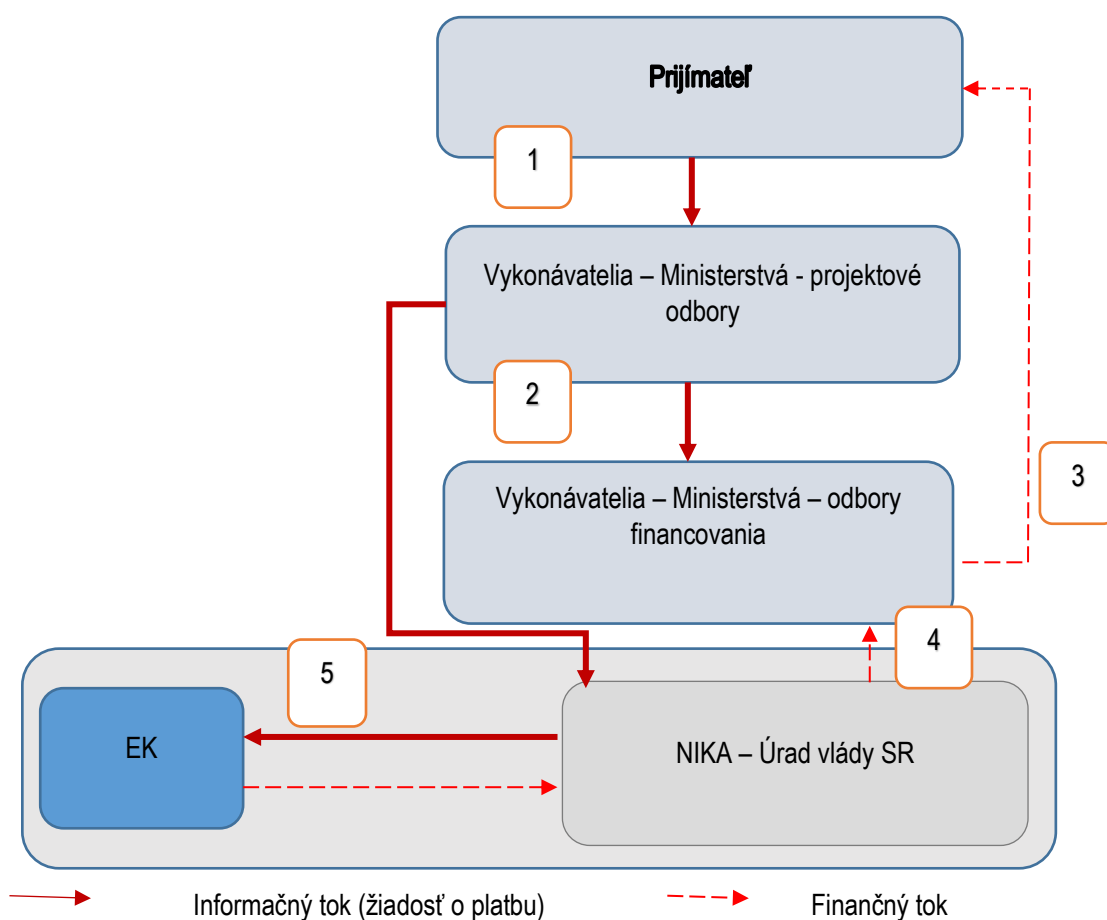 Prijímateľ
1
Vykonávatelia – Ministerstvá - projektové
odbory
2
Vykonávatelia – Ministerstvá – odbory
financovania
3
4
5
EK
NIKA – Úrad vlády SR
Informačný tok (žiadosť o platbu)
Finančný tok